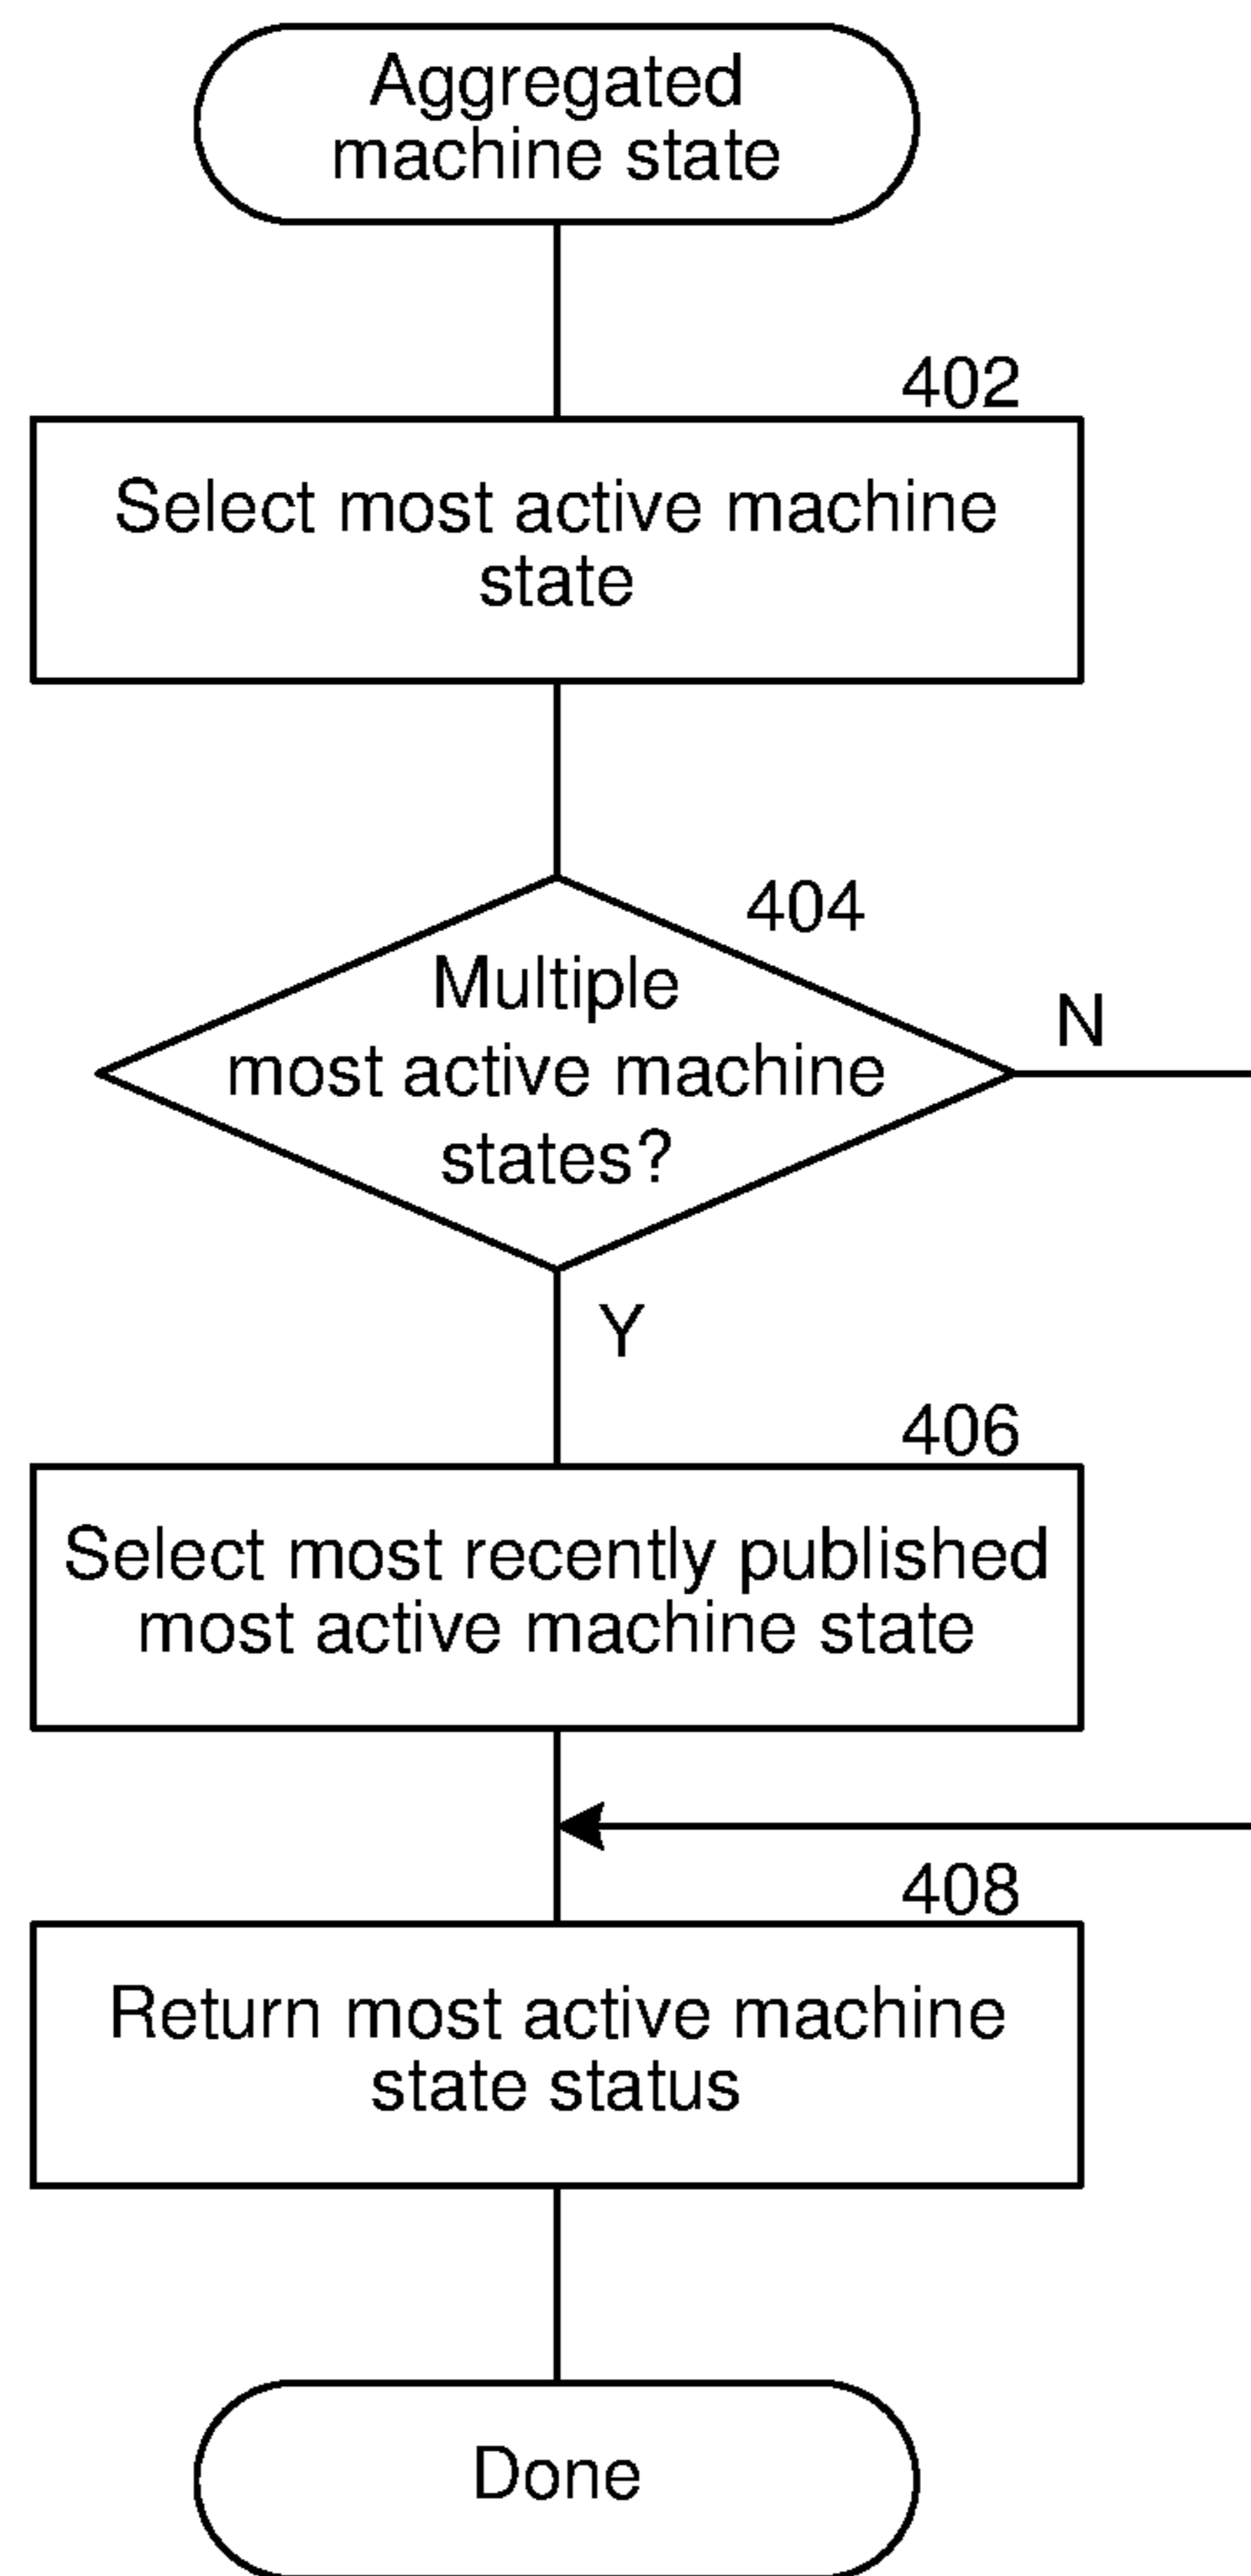 Aggregated
machine state
402
Select most active machine
state
404
Multiple
most active machine
states?
N
Y
406
Select most recently published
most active machine state
408
Return most active machine
state status
Done